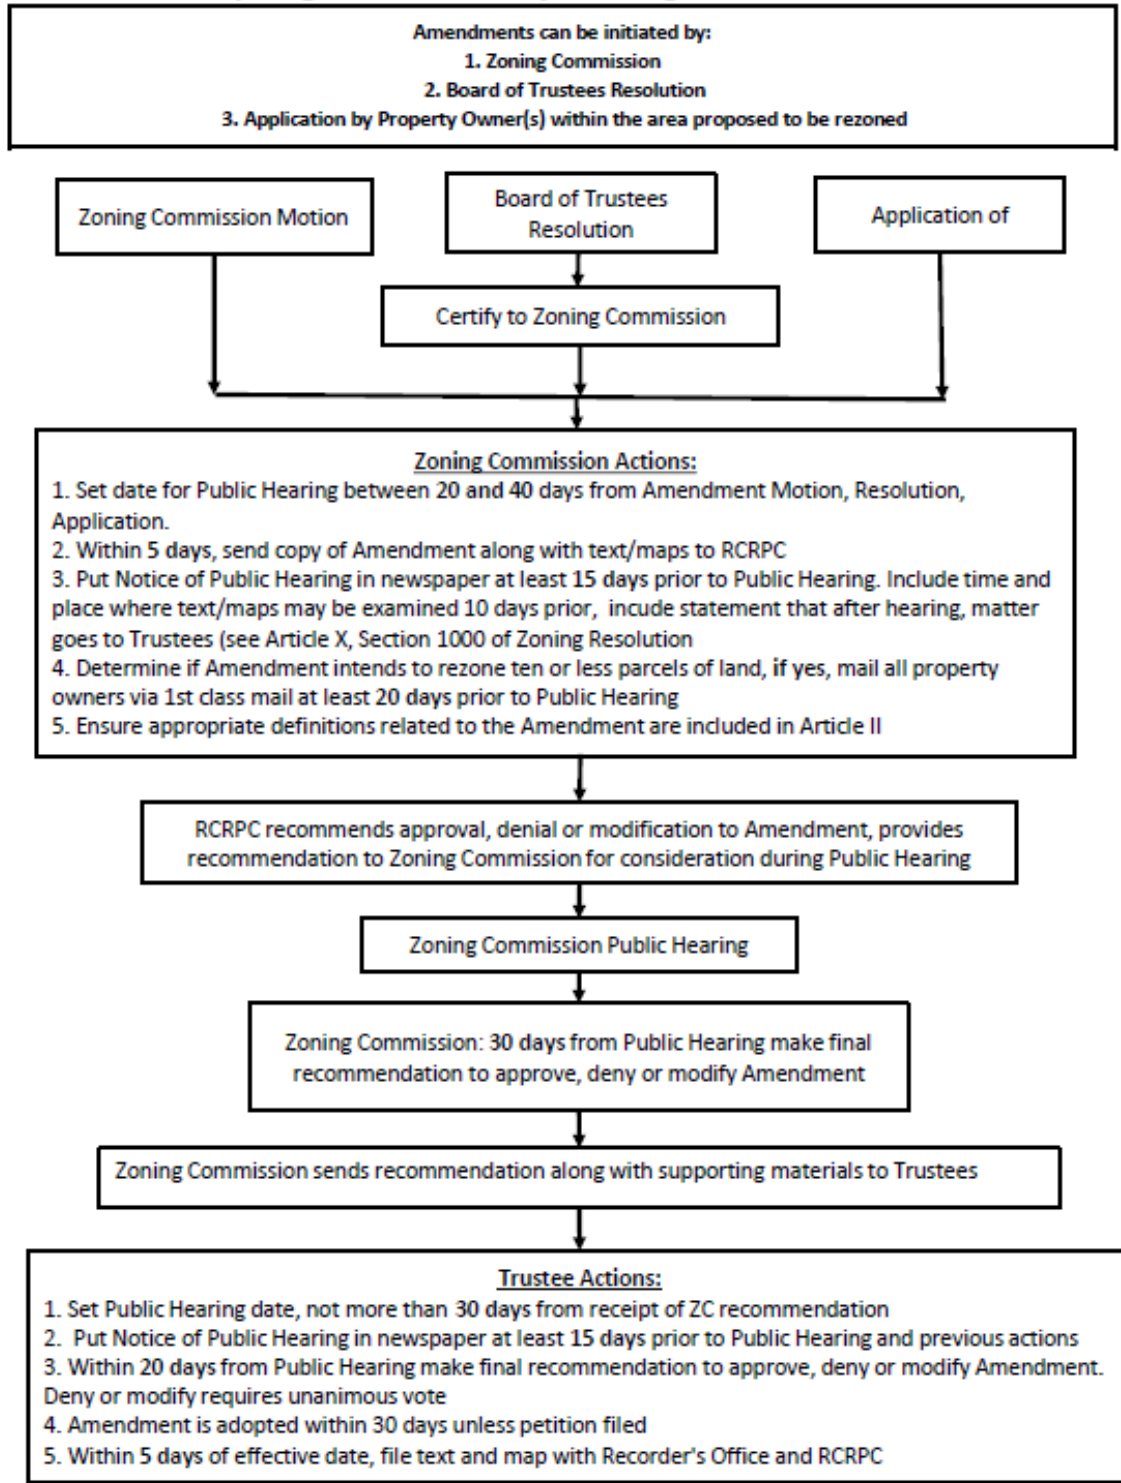 Amendments can be initiated by:
1. Zoning Commission
2. Board of Trustees Resolution
3. Application by Property Owner(s) within the area proposed to be rezoned
Zoning Commission Motion
Board of Trustees
Resolution
Application of
Certify to Zoning Commission
Zoning Commission Actions:
1. Set date for Public Hearing between 20 and 40 days from Amendment Motion, Resolution,
Application.
2. Within 5 days, send copy of Amendment along with text/maps to RCRPC
3. Put Notice of Public Hearing in newspaper at least 15 days prior to Public Hearing. Include time and
place where text/maps may be examined 10 days prior, incude statement that after hearing, matter
goes to Trustees (see Article X, Section 1000 of Zoning Resolution
4. Determine if Amendment intends to rezone ten or less parcels of land, if yes, mail all property
owners via 1st class mail at least 20 days prior to Public Hearing
5. Ensure appropriate definitions related to the Amendment are included in Article II
RCRPC recommends approval, denial or modification to Amendment, provides
recommendation to Zoning Commission for consideration during Public Hearing
Zoning Commission Public Hearing
Zoning Commission: 30 days from Public Hearing make final
recommendation to approve, deny or modify Amendment
Zoning Commission sends recommendation along with supporting materials to Trustees
Trustee Actions:
1. Set Public Hearing date, not more than 30 days from receipt of ZC recommendation
2. Put Notice of Public Hearing in newspaper at least 15 days prior to Public Hearing and previous actions
3. Within 20 days from Public Hearing make final recommendation to approve, deny or modify Amendment.
Deny or modify requires unanimous vote
4. Amendment is adopted within 30 days unless petition filed
5. Within 5 days of effective date, file text and map with Recorder's Office and RCRPC